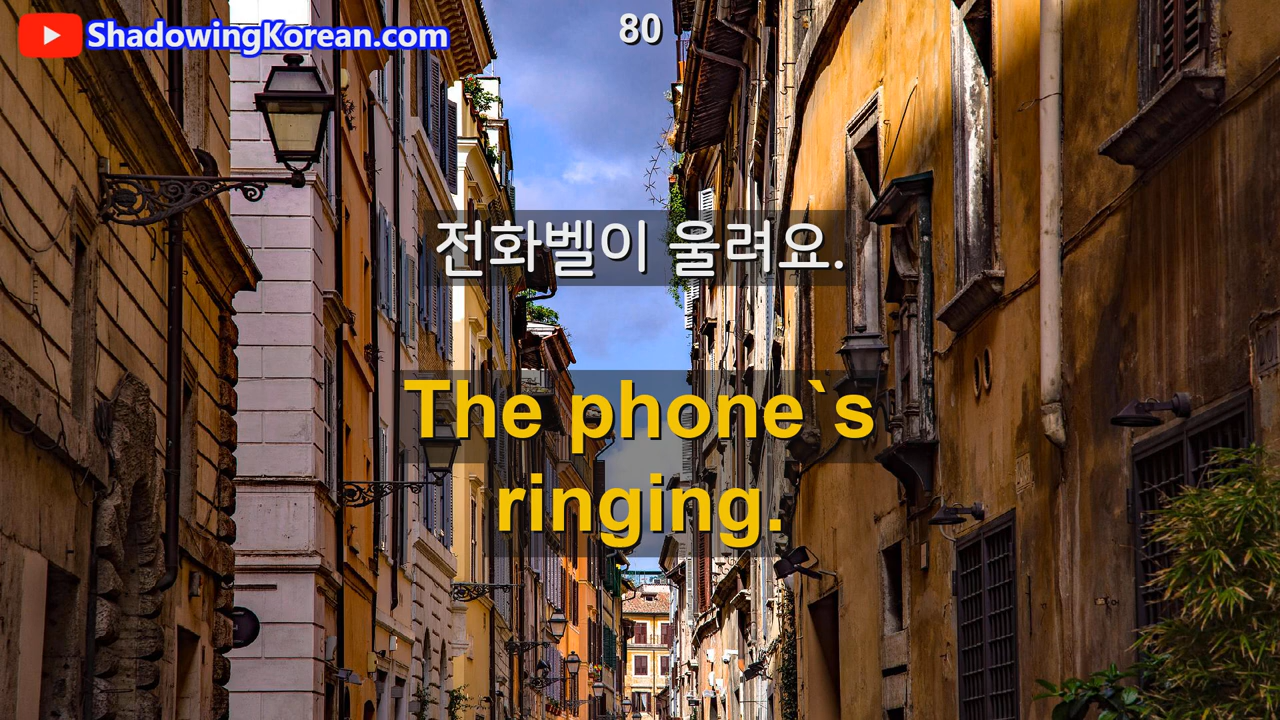 ShadowingKorean.com
80
전화벨이 울려요.
The phone`s
ringing.